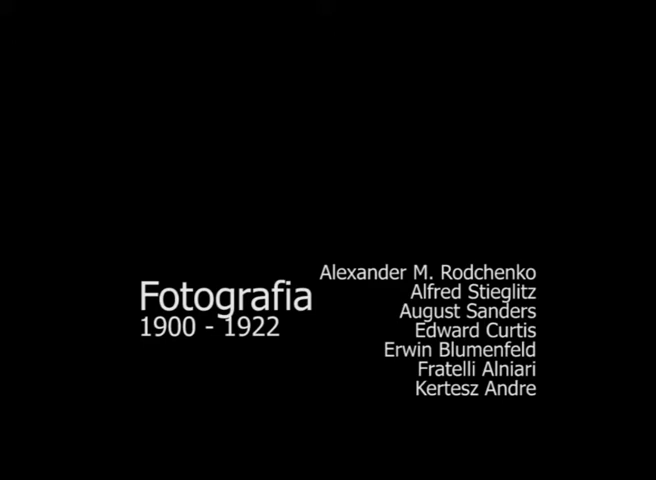 Fotografia
1900 - 1922
Alexander M. Rodchenko
Alfred Stieglitz
August Sanders
Edward Curtis
Erwin Blumenfeld
Fratelli Alniari
Kertesz Andre